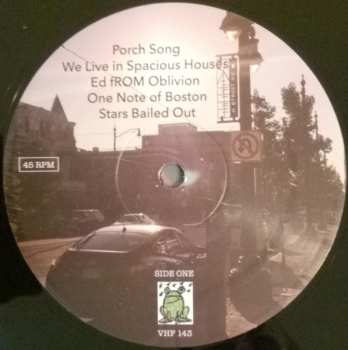 Porch Song
We Live in Spacious Houses
Ed fROM Oblivion
One Note of Boston
Stars Bailed Out
45 RPM
SIDE ONE
VHF 143